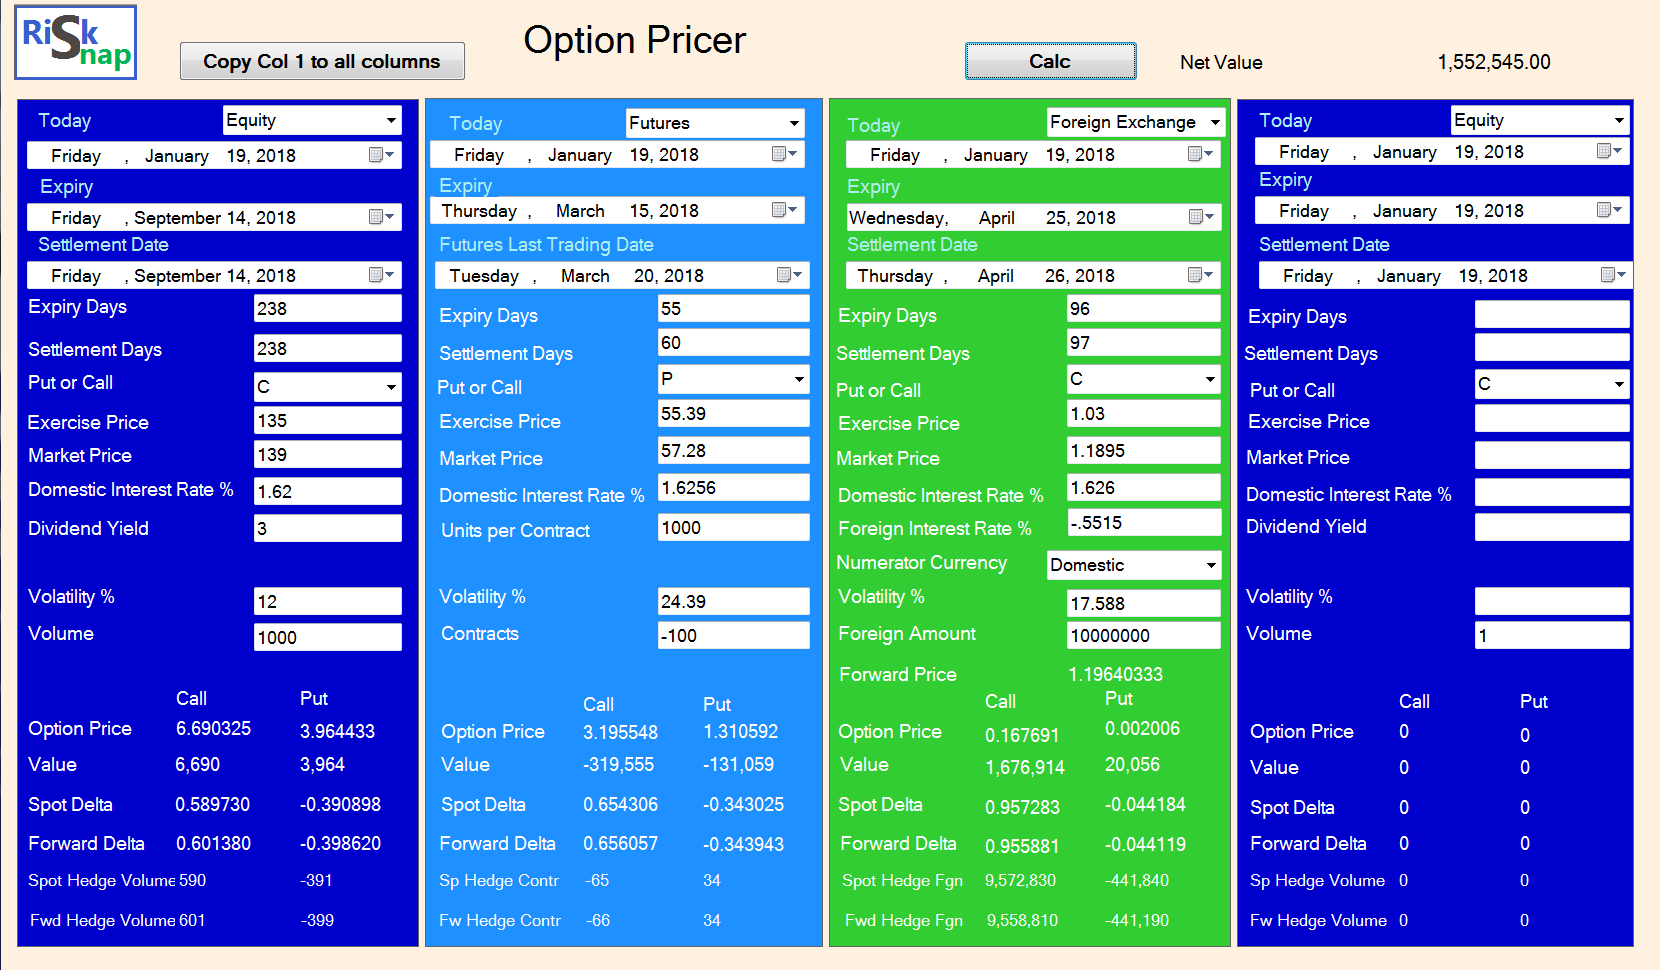 RiSk
Snap
Copy Col 1 to all columns
Option Pricer
Calc
Net Value
1,552,545.00
Today
Equity
Friday , January 19, 2018
Expiry
Friday , September 14, 2018
Settlement Date
Friday , September 14, 2018
Expiry Days 238
Settlement Days 238
Put or Call C
Exercise Price 135
Market Price 139
Domestic Interest Rate % 1.62
Dividend Yield 3
Volatility % 12
Volume 1000
Call Put
Option Price 6.690325 3.964433
Value 6,690 3,964
Spot Delta 0.589730 -0.390898
Forward Delta 0.601380 -0.398620
Spot Hedge Volume 590 -391
Fwd Hedge Volume 601 -399
Today
Futures
Friday , January 19, 2018
Expiry
Thursday , March 15, 2018
Futures Last Trading Date
Tuesday , March 20, 2018
Expiry Days 55
Settlement Days 60
Put or Call P
Exercise Price 55.39
Market Price 57.28
Domestic Interest Rate % 1.6256
Units per Contract 1000
Volatility % 24.39
Contracts -100
Call Put
Option Price 3.195548 1.310592
Value -319,555 -131,059
Spot Delta 0.654306 -0.343025
Forward Delta 0.656057 -0.343943
Sp Hedge Contr -65 34
Fw Hedge Contr -66 34
Today
Foreign Exchange
Friday , January 19, 2018
Expiry
Wednesday, April 25, 2018
Settlement Date
Thursday , April 26, 2018
Expiry Days 96
Settlement Days 97
Put or Call C
Exercise Price 1.03
Market Price 1.1895
Domestic Interest Rate % 1.626
Foreign Interest Rate % -.5515
Numerator Currency Domestic
Volatility % 17.588
Foreign Amount 10000000
Forward Price 1.19640333
Call Put
Option Price 0.167691 0.002006
Value 1,676,914 20,056
Spot Delta 0.957283 -0.044184
Forward Delta 0.955881 -0.044119
Spot Hedge Fgn 9,572,830 -441,840
Fwd Hedge Fgn 9,558,810 -441,190
Today
Equity
Friday , January 19, 2018
Expiry
Friday , January 19, 2018
Settlement Date
Friday , January 19, 2018
Expiry Days
Settlement Days
Put or Call C
Exercise Price
Market Price
Domestic Interest Rate %
Dividend Yield
Volatility %
Volume 1
Call Put
Option Price 0 0
Value 0 0
Spot Delta 0 0
Forward Delta 0 0
Sp Hedge Volume 0 0
Fw Hedge Volume 0 0